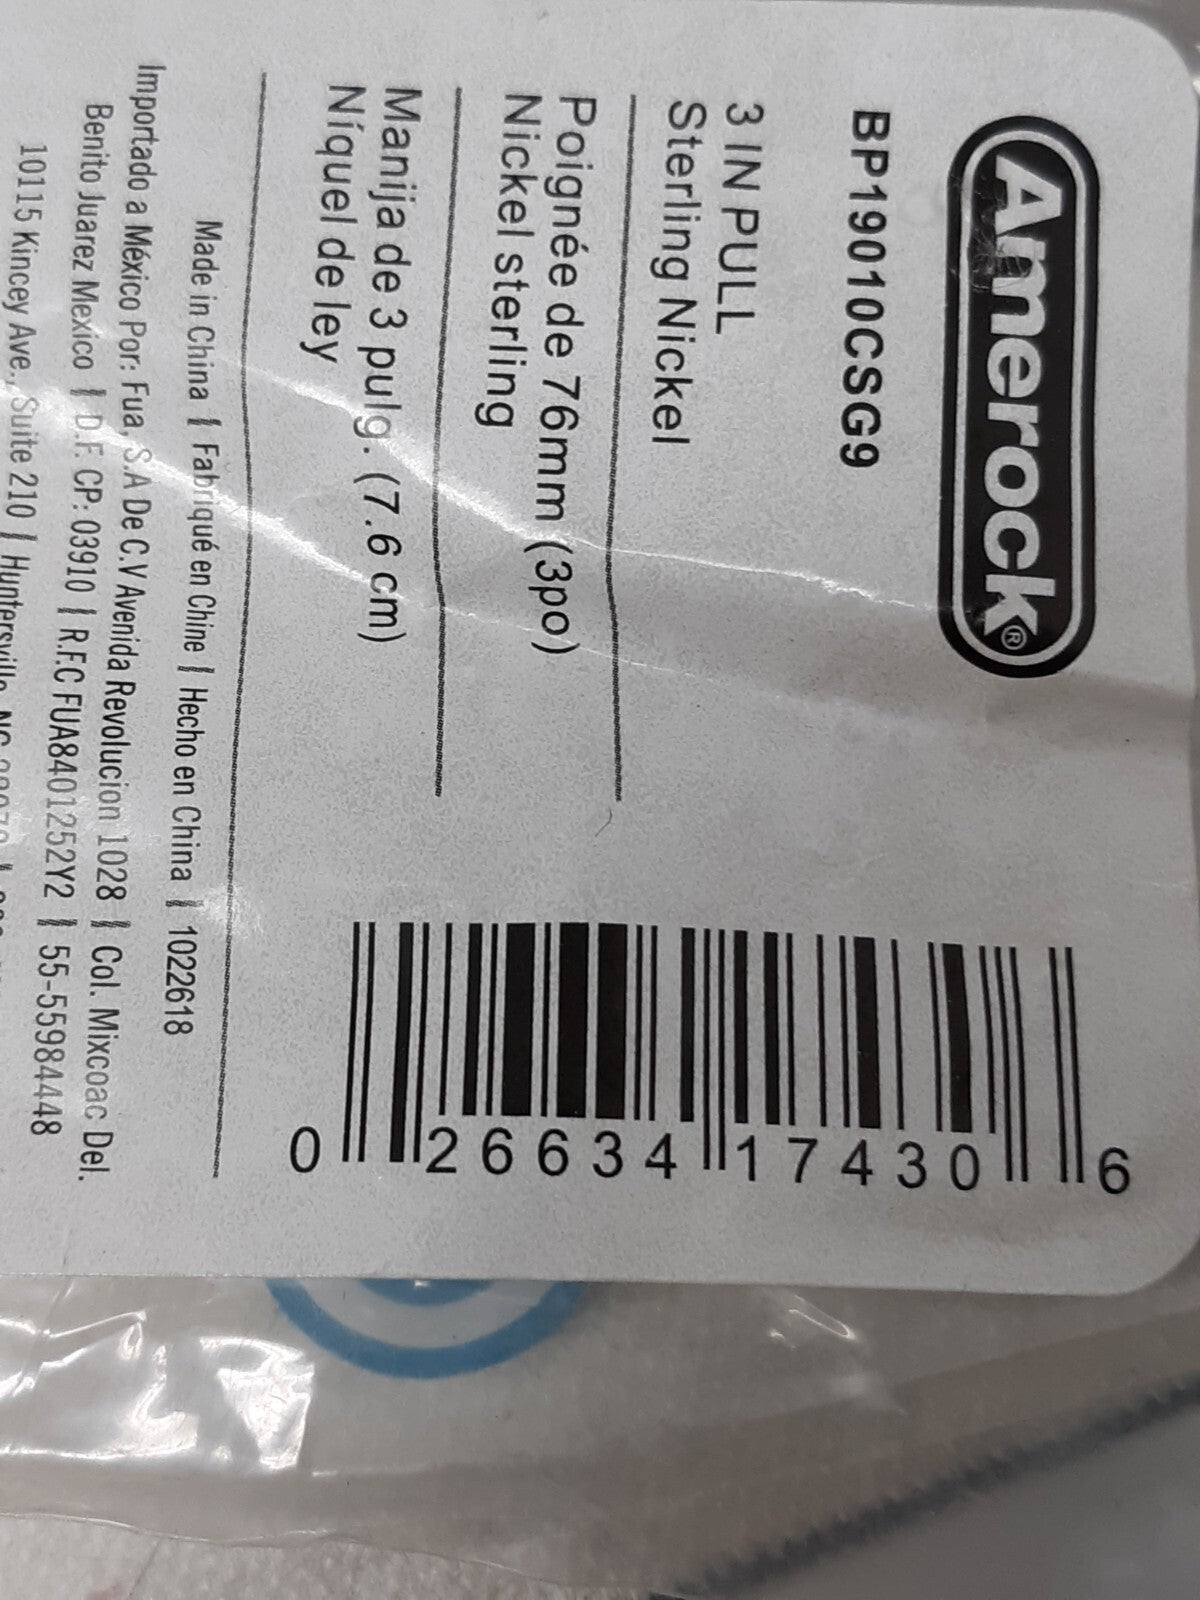 Amerock®
BP19010CSG9
3 IN PULL
Sterling Nickel
Poignée de 76mm (3po)
Nickel sterling
Manija de 3 pulg. (7.6 cm)
Níquel de ley
Made in China | Fabriqué en Chine | Hecho en China | 1022618
Importado a México Por: Fua. S.A De C.V Avenida Revolucion 1028 | Col. Mixcoac Del.
Benito Juarez Mexico | D.F. CP: 03910 | R.F.C FUA8401252Y2 | 55-55984448
10115 Kincey Ave., Suite 210 | Huntersville, NC
0 26634 17430 6